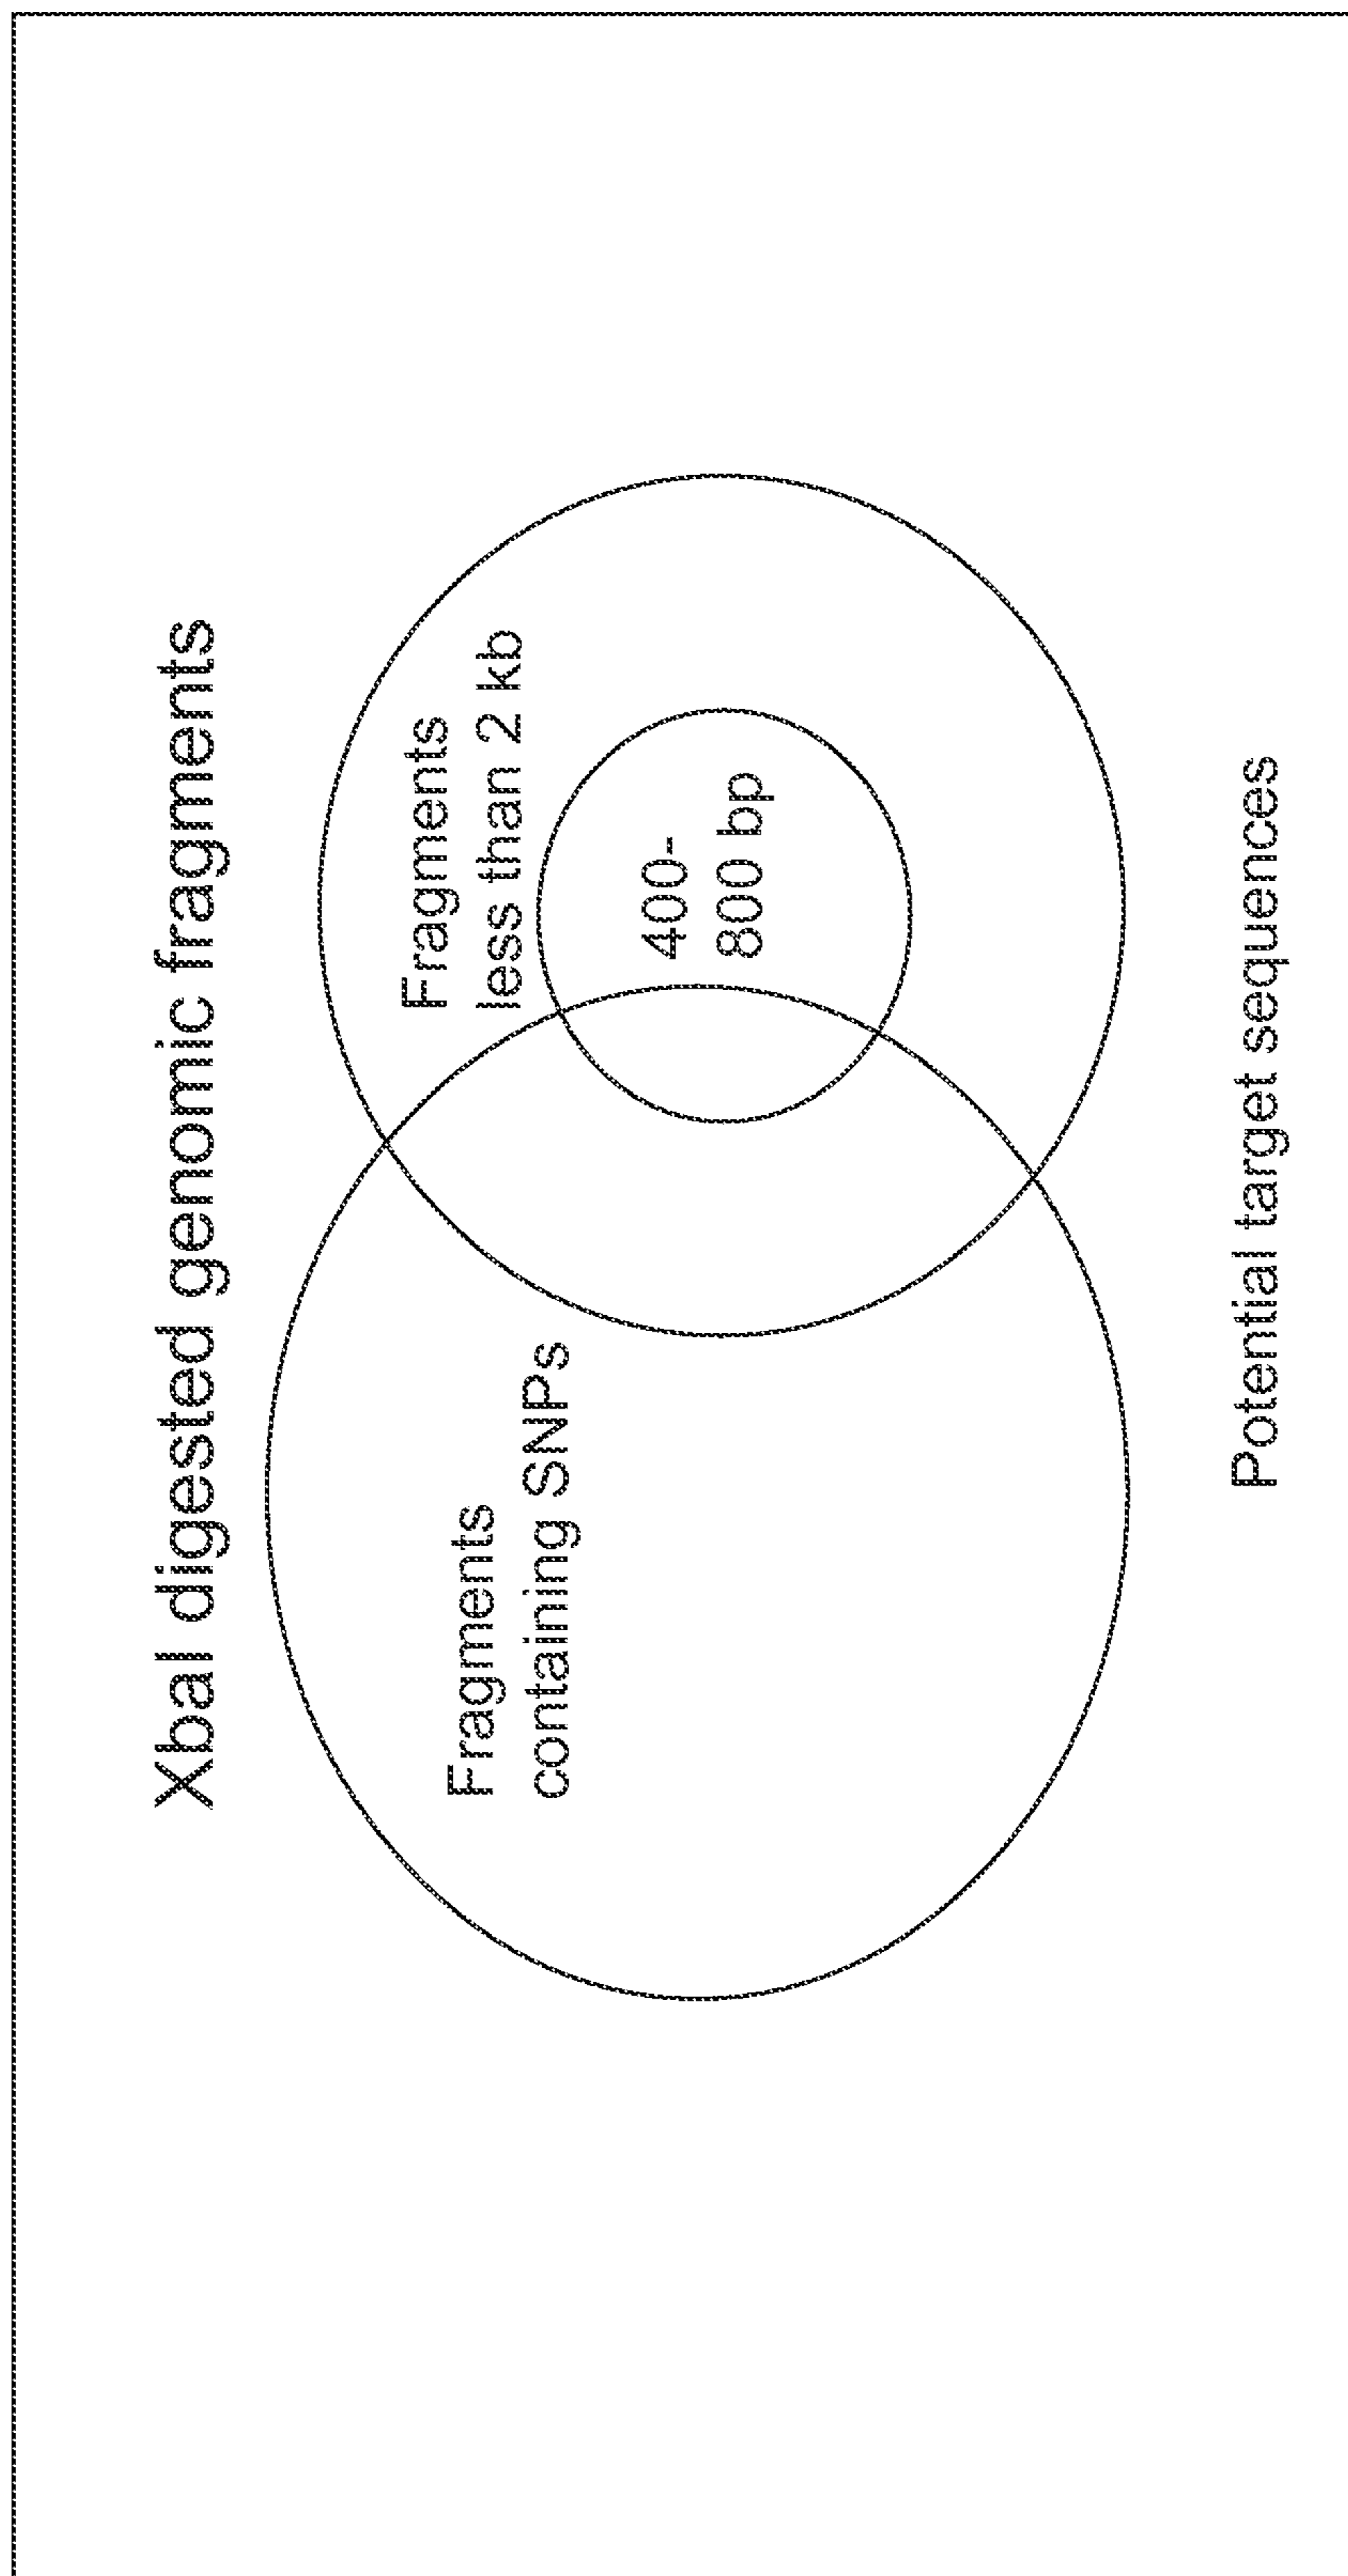 XbaI digested genomic fragments
Fragments
less than 2 kb
Fragments
containing SNPs
400-
800 bp
Potential target sequences